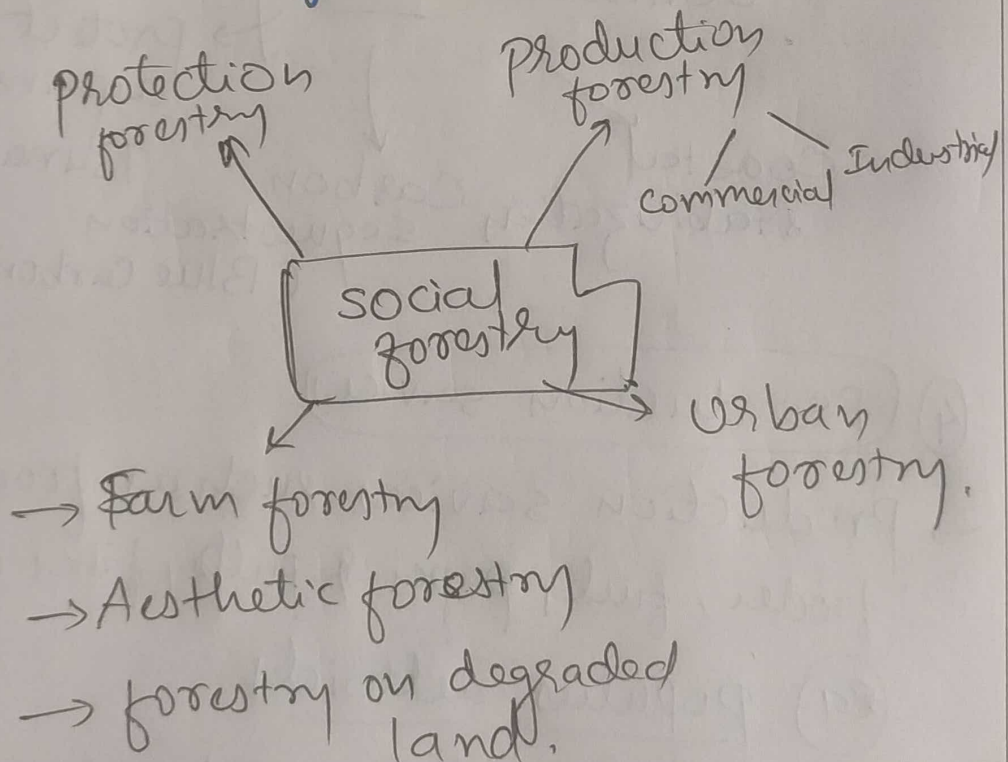 Protection
forestry
Production
forestry
commercial
Industrial
social
forestry
Urban
forestry.
→ Farm forestry
→ Aesthetic forestry
→ forestry on degraded
land.